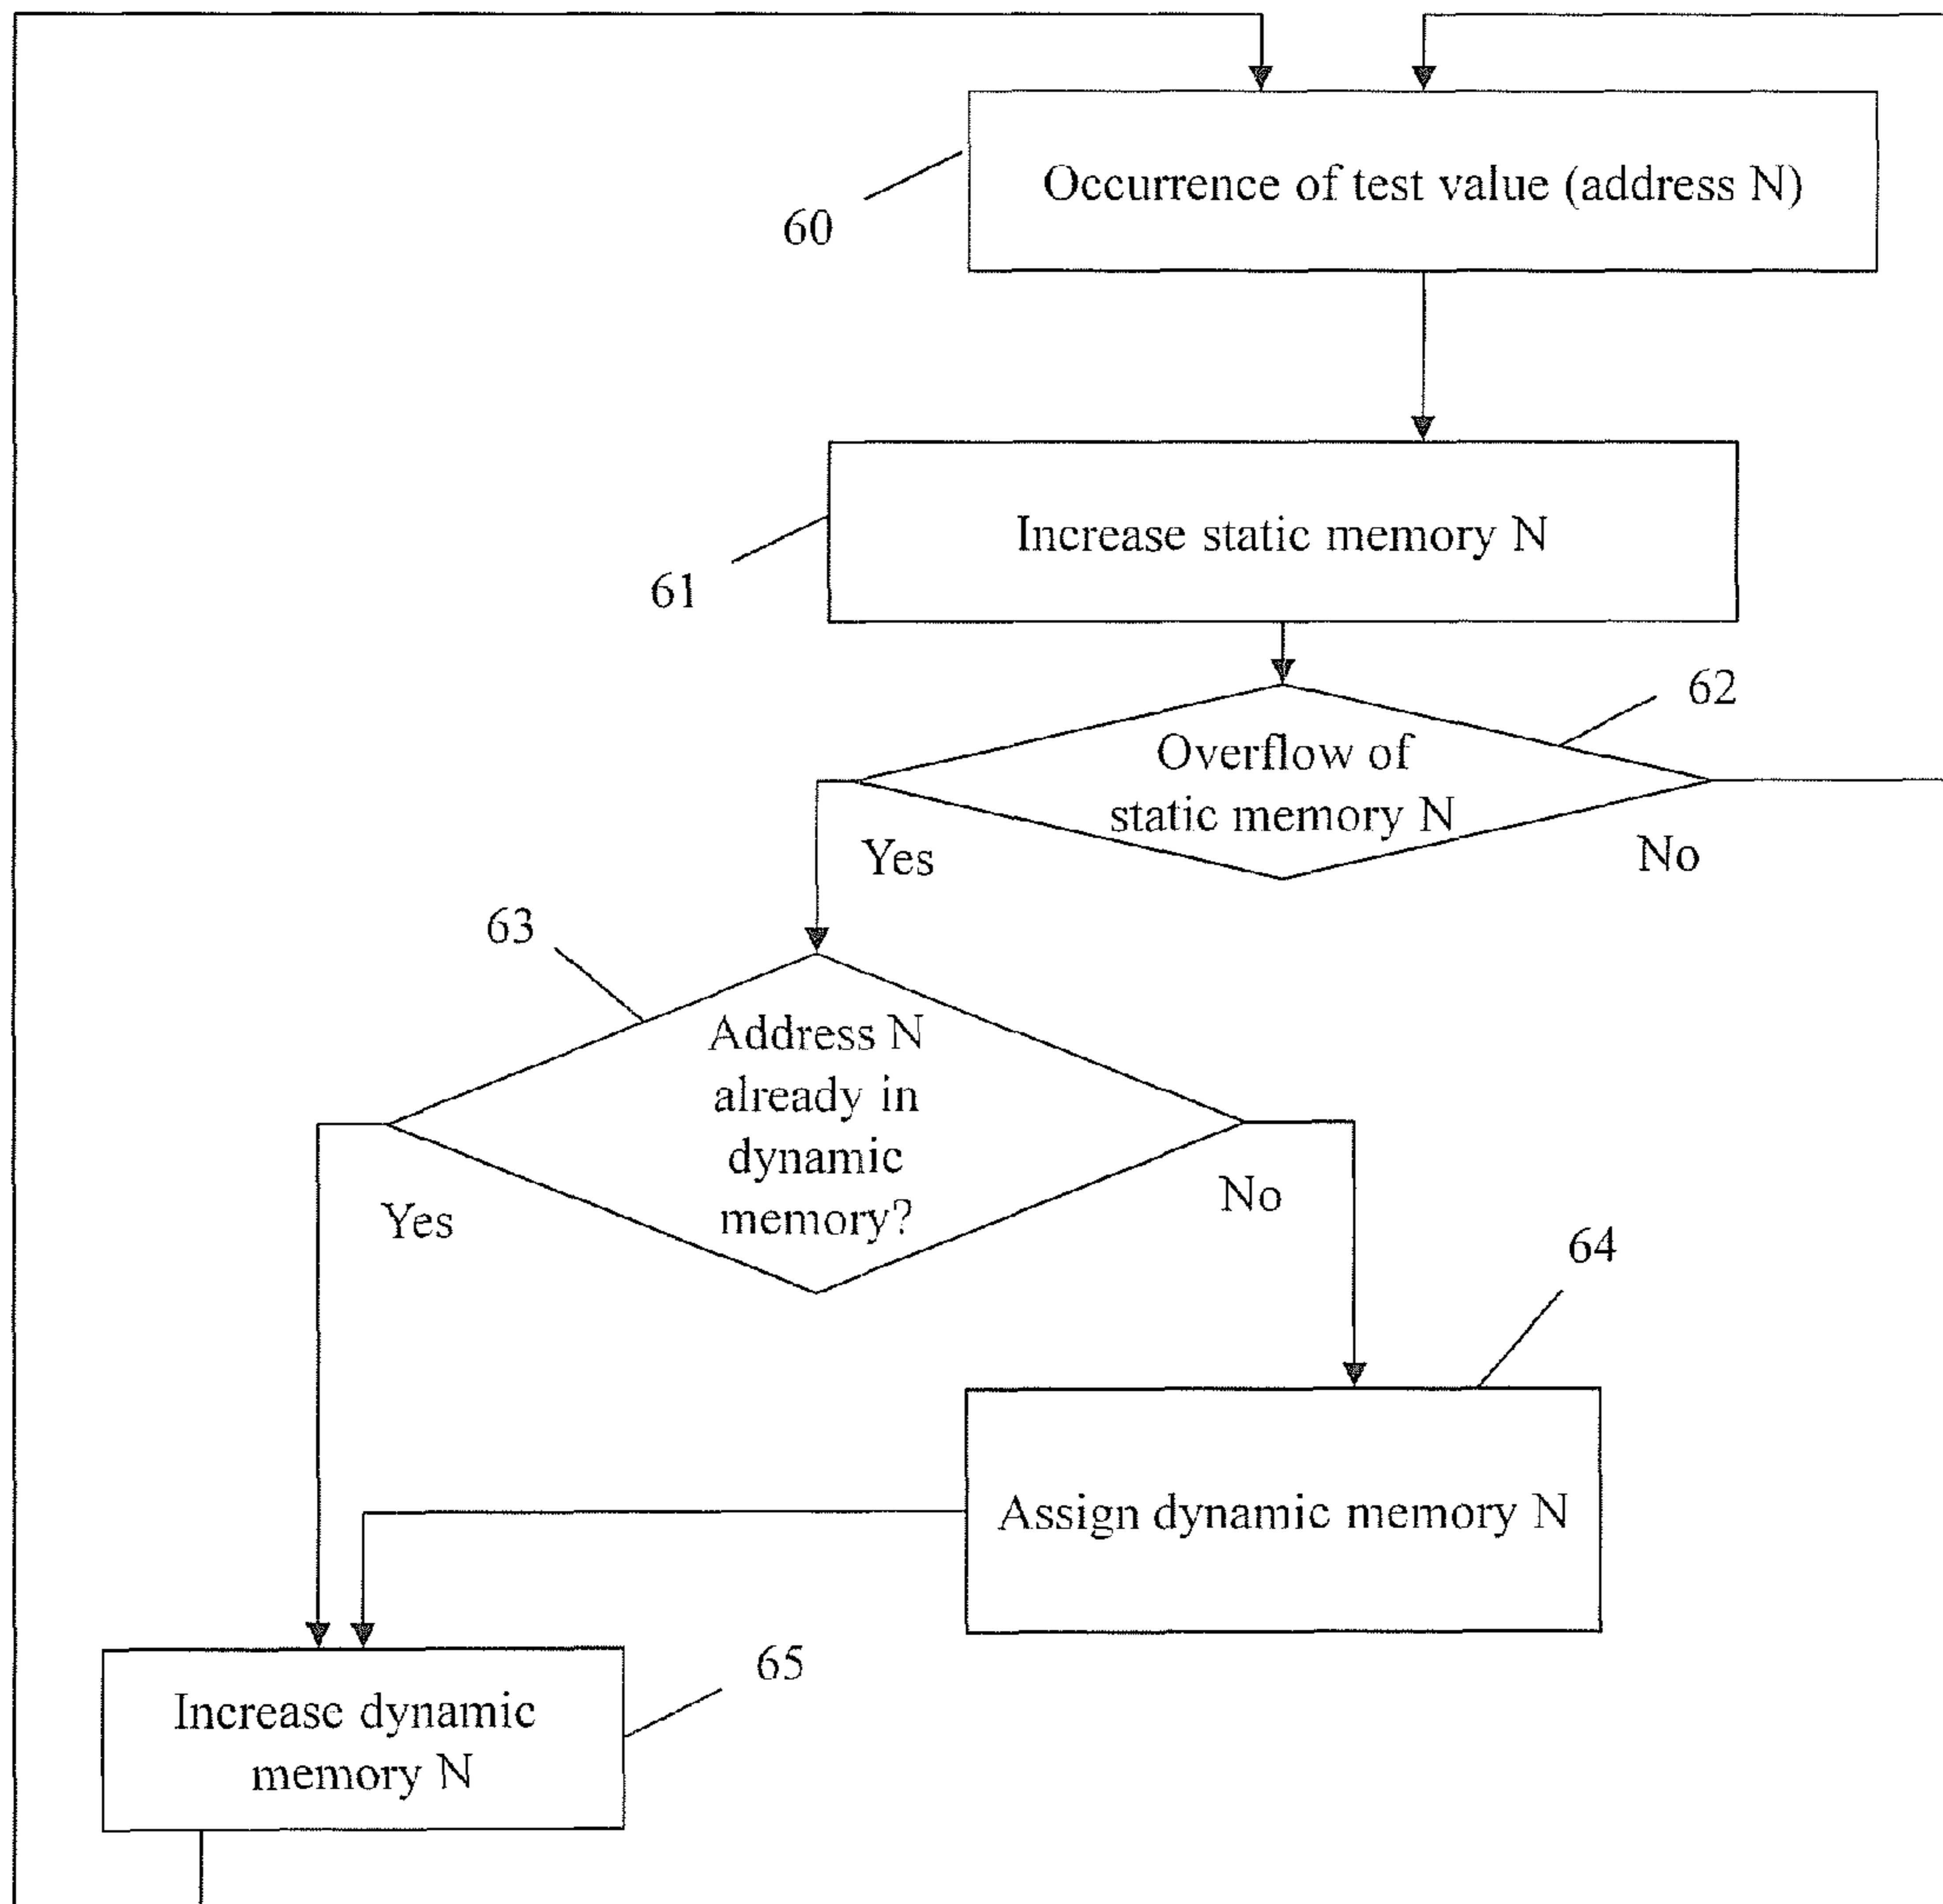 Occurrence of test value (address N)
60
Increase static memory N
61
62
Overflow of
static memory N
Yes
No
63
Address N
already in
dynamic
memory?
Yes
No
64
Assign dynamic memory N
65
Increase dynamic
memory N